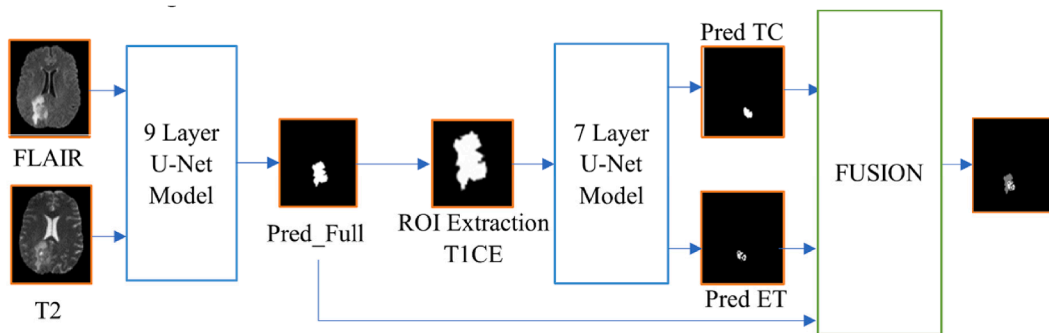 FLAIR
T2
9 Layer
U-Net
Model
Pred_Full
ROI Extraction
T1CE
7 Layer
U-Net
Model
Pred TC
Pred ET
FUSION